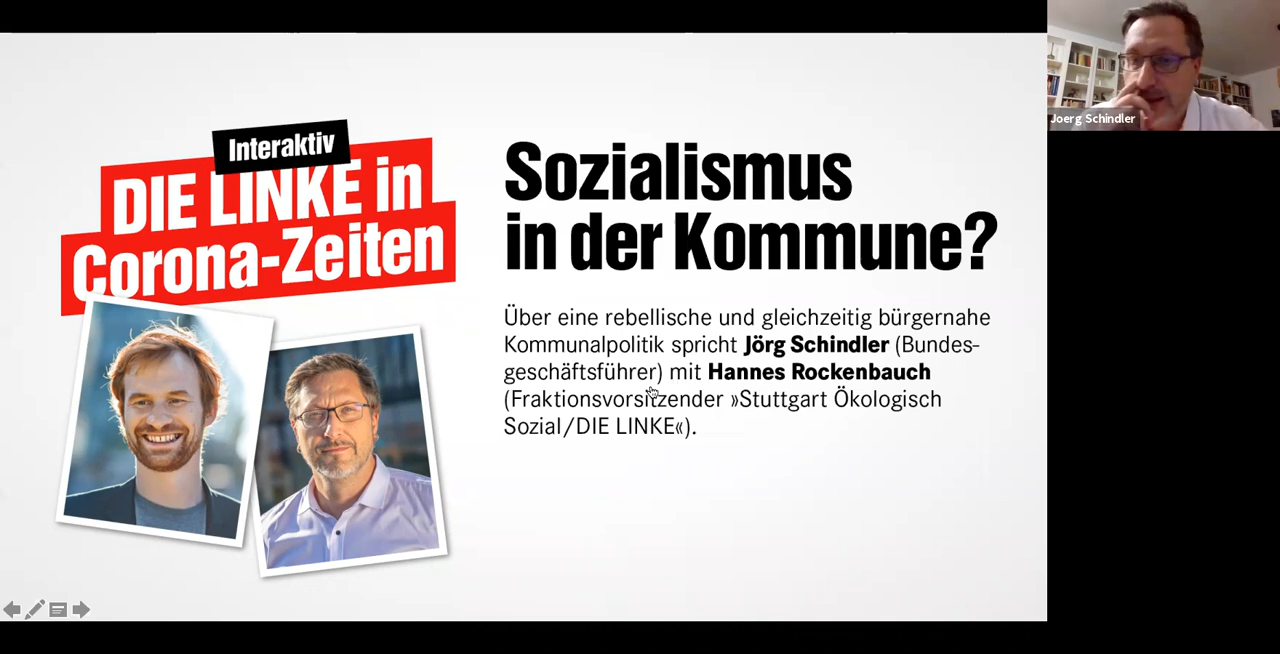 Interaktiv
DIE LINKE in
Corona-Zeiten
Sozialismus
in der Kommune?
Über eine rebellische und gleichzeitig bürgernahe
Kommunalpolitik spricht Jörg Schindler (Bundes-
geschäftsführer) mit Hannes Rockenbauch
(Fraktionsvorsitzender »Stuttgart Ökologisch
Sozial/DIE LINKE«).
Joerg Schindler